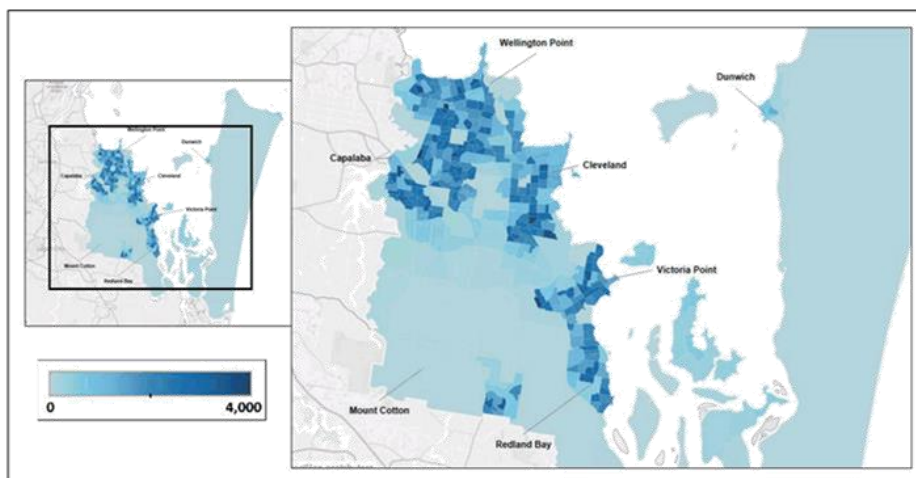 Wellington Point
Dunwich
Capalaba
Cleveland
Victoria Point
Mount Cotton
Redland Bay
0
4,000
Wellington Point
Dunwich
Capalaba
Cleveland
Victoria Point
Mount Cotton
Redland Bay